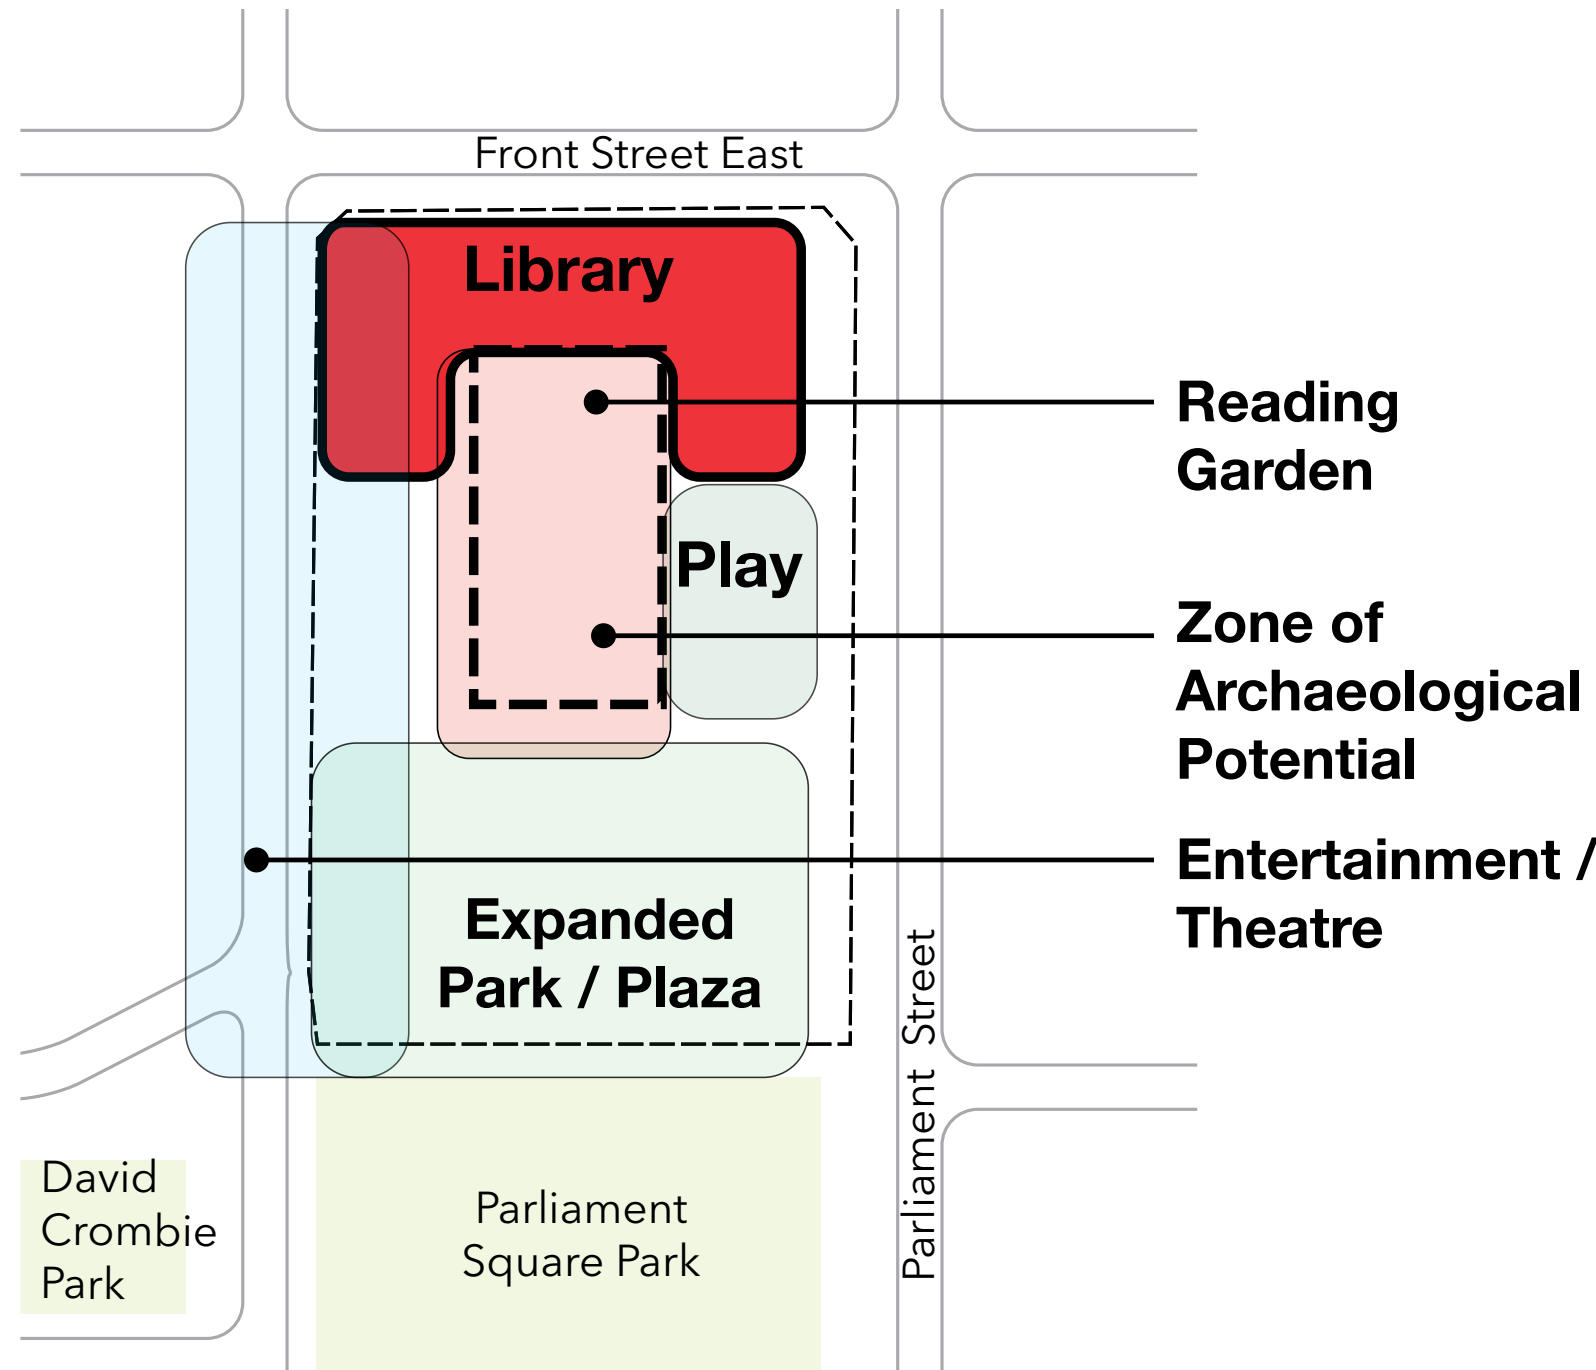 Front Street East
Library
Reading
Garden
Play
Zone of
Archaeological
Potential
Entertainment /
Theatre
Expanded
Park / Plaza
Parliament Street
David
Crombie
Park
Parliament
Square Park